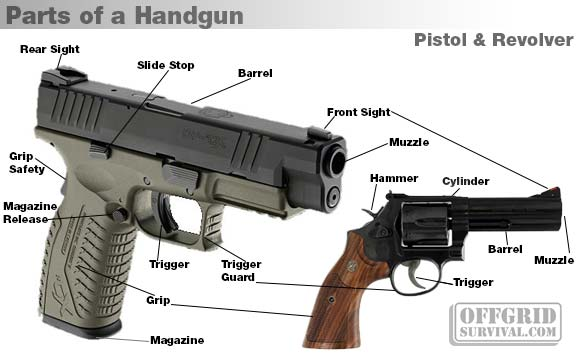 Parts of a Handgun
Pistol & Revolver
Rear Sight
Slide Stop
Barrel
Front Sight
Muzzle
Grip
Safety
Hammer
Cylinder
Magazine
Release
Barrel
Muzzle
Trigger
Trigger
Guard
Trigger
Grip
Magazine
OFFGRID
SURVIVAL.COM